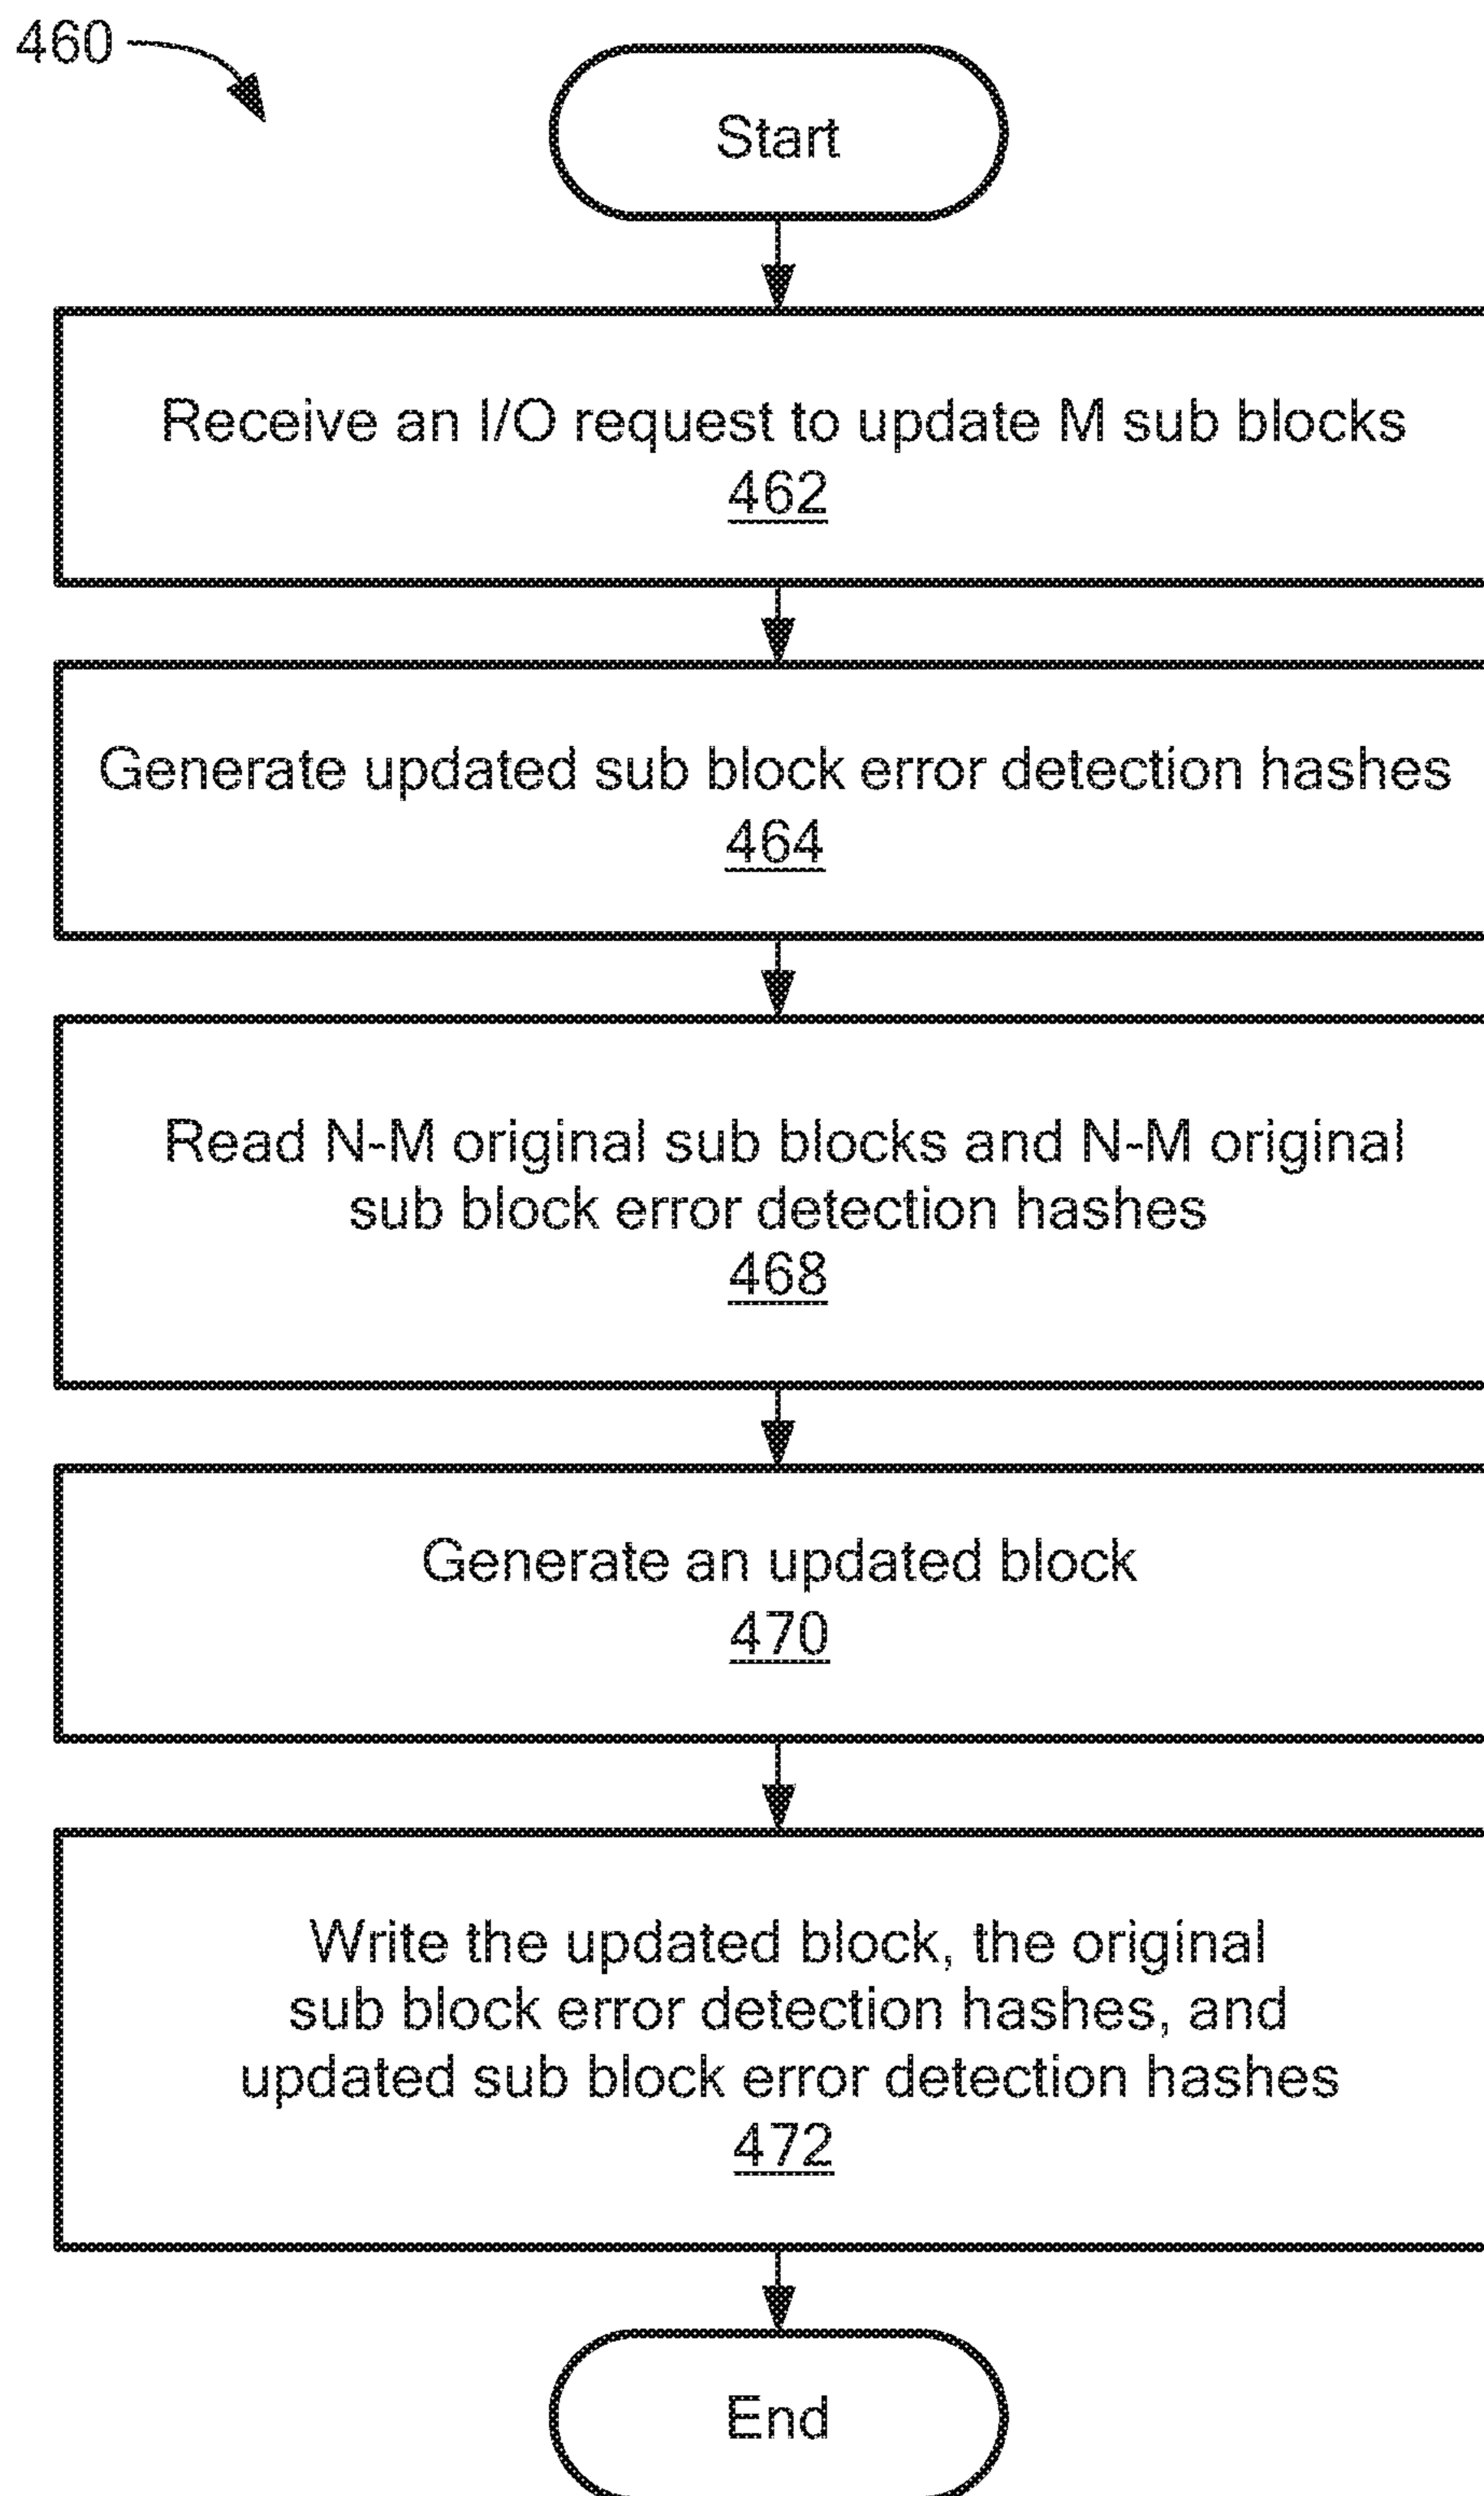 460
Start
Receive an I/O request to update M sub blocks
462
Generate updated sub block error detection hashes
464
Read N-M original sub blocks and N-M original
sub block error detection hashes
468
Generate an updated block
470
Write the updated block, the original
sub block error detection hashes, and
updated sub block error detection hashes
472
End